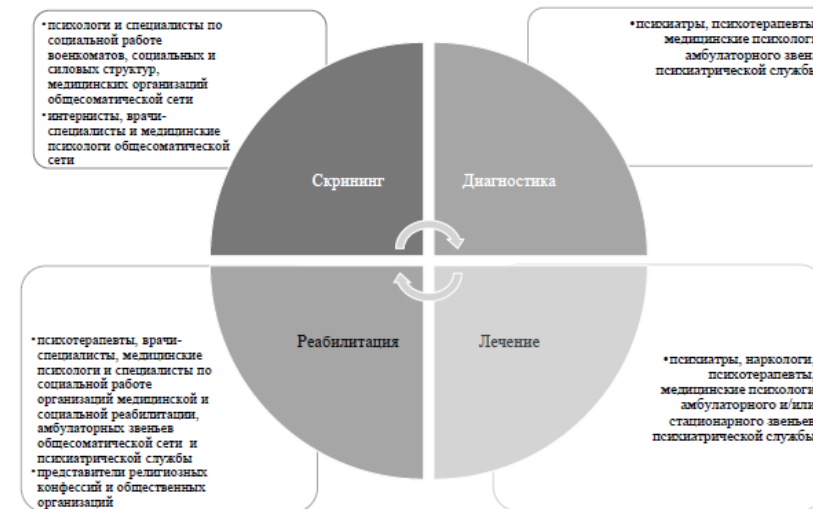 •психологи и специалисты по
социальной работе
военкоматов, социальных и
силовых структур,
медицинских организаций
общесоматической сети
•интернисты, врачи-
специалисты и медицинские
психологи общесоматической
сети
•психиатры, психотерапевты,
медицинские психологи
амбулаторного
психиатрической службы
Скрининг
Диагностика
Реабилитация
Лечение
•психотерапевты, врачи-
специалисты, медицинские
психологи и специалисты по
социальной работе
организаций медицинской и
социальной реабилитации,
амбулаторных звеньев
общесоматической сети и
психиатрической службы
•представители религиозных
конфессий и общественных
организаций
•психиатры, наркологи,
психотерапевты,
медицинские психологи
амбулаторного и/или
стационарного звеньев
психиатрической службы